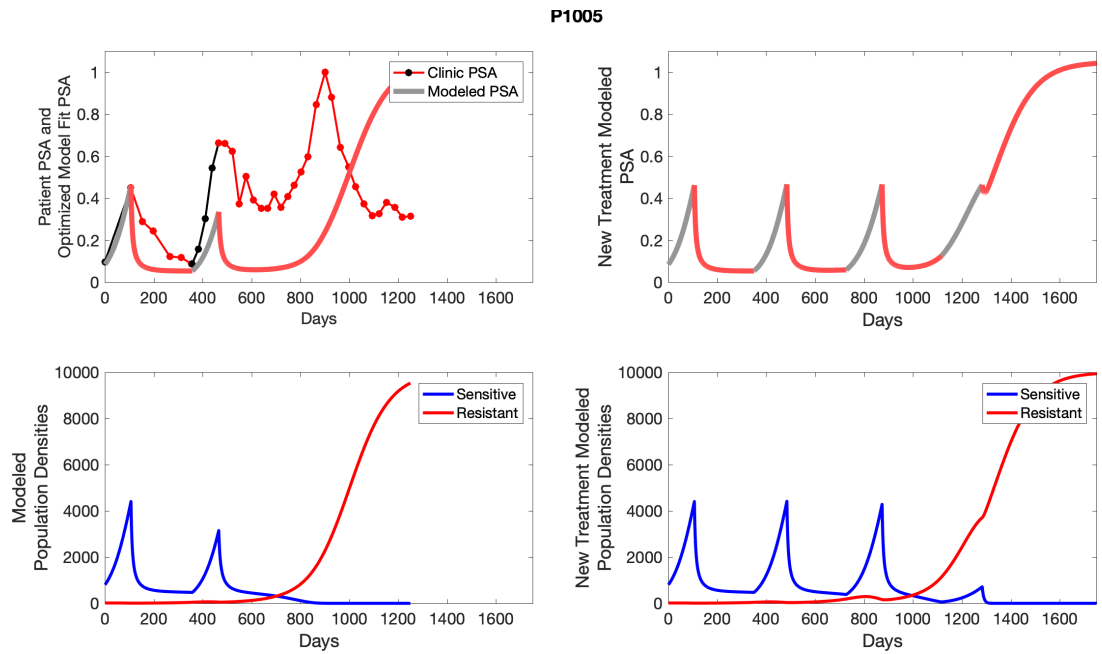 P1005
Patient PSA and
Optimized Model Fit PSA
1
0.8
0.6
0.4
0.2
0
Clinic PSA
Modeled PSA
0 200 400 600 800 1000 1200 1400 1600
Days
New Treatment Modeled
PSA
1
0.8
0.6
0.4
0.2
0
0 200 400 600 800 1000 1200 1400 1600
Days
Modeled
Population Densities
10000
8000
6000
4000
2000
0
Sensitive
Resistant
0 200 400 600 800 1000 1200 1400 1600
Days
New Treatment Modeled
Population Densities
10000
8000
6000
4000
2000
0
Sensitive
Resistant
0 200 400 600 800 1000 1200 1400 1600
Days